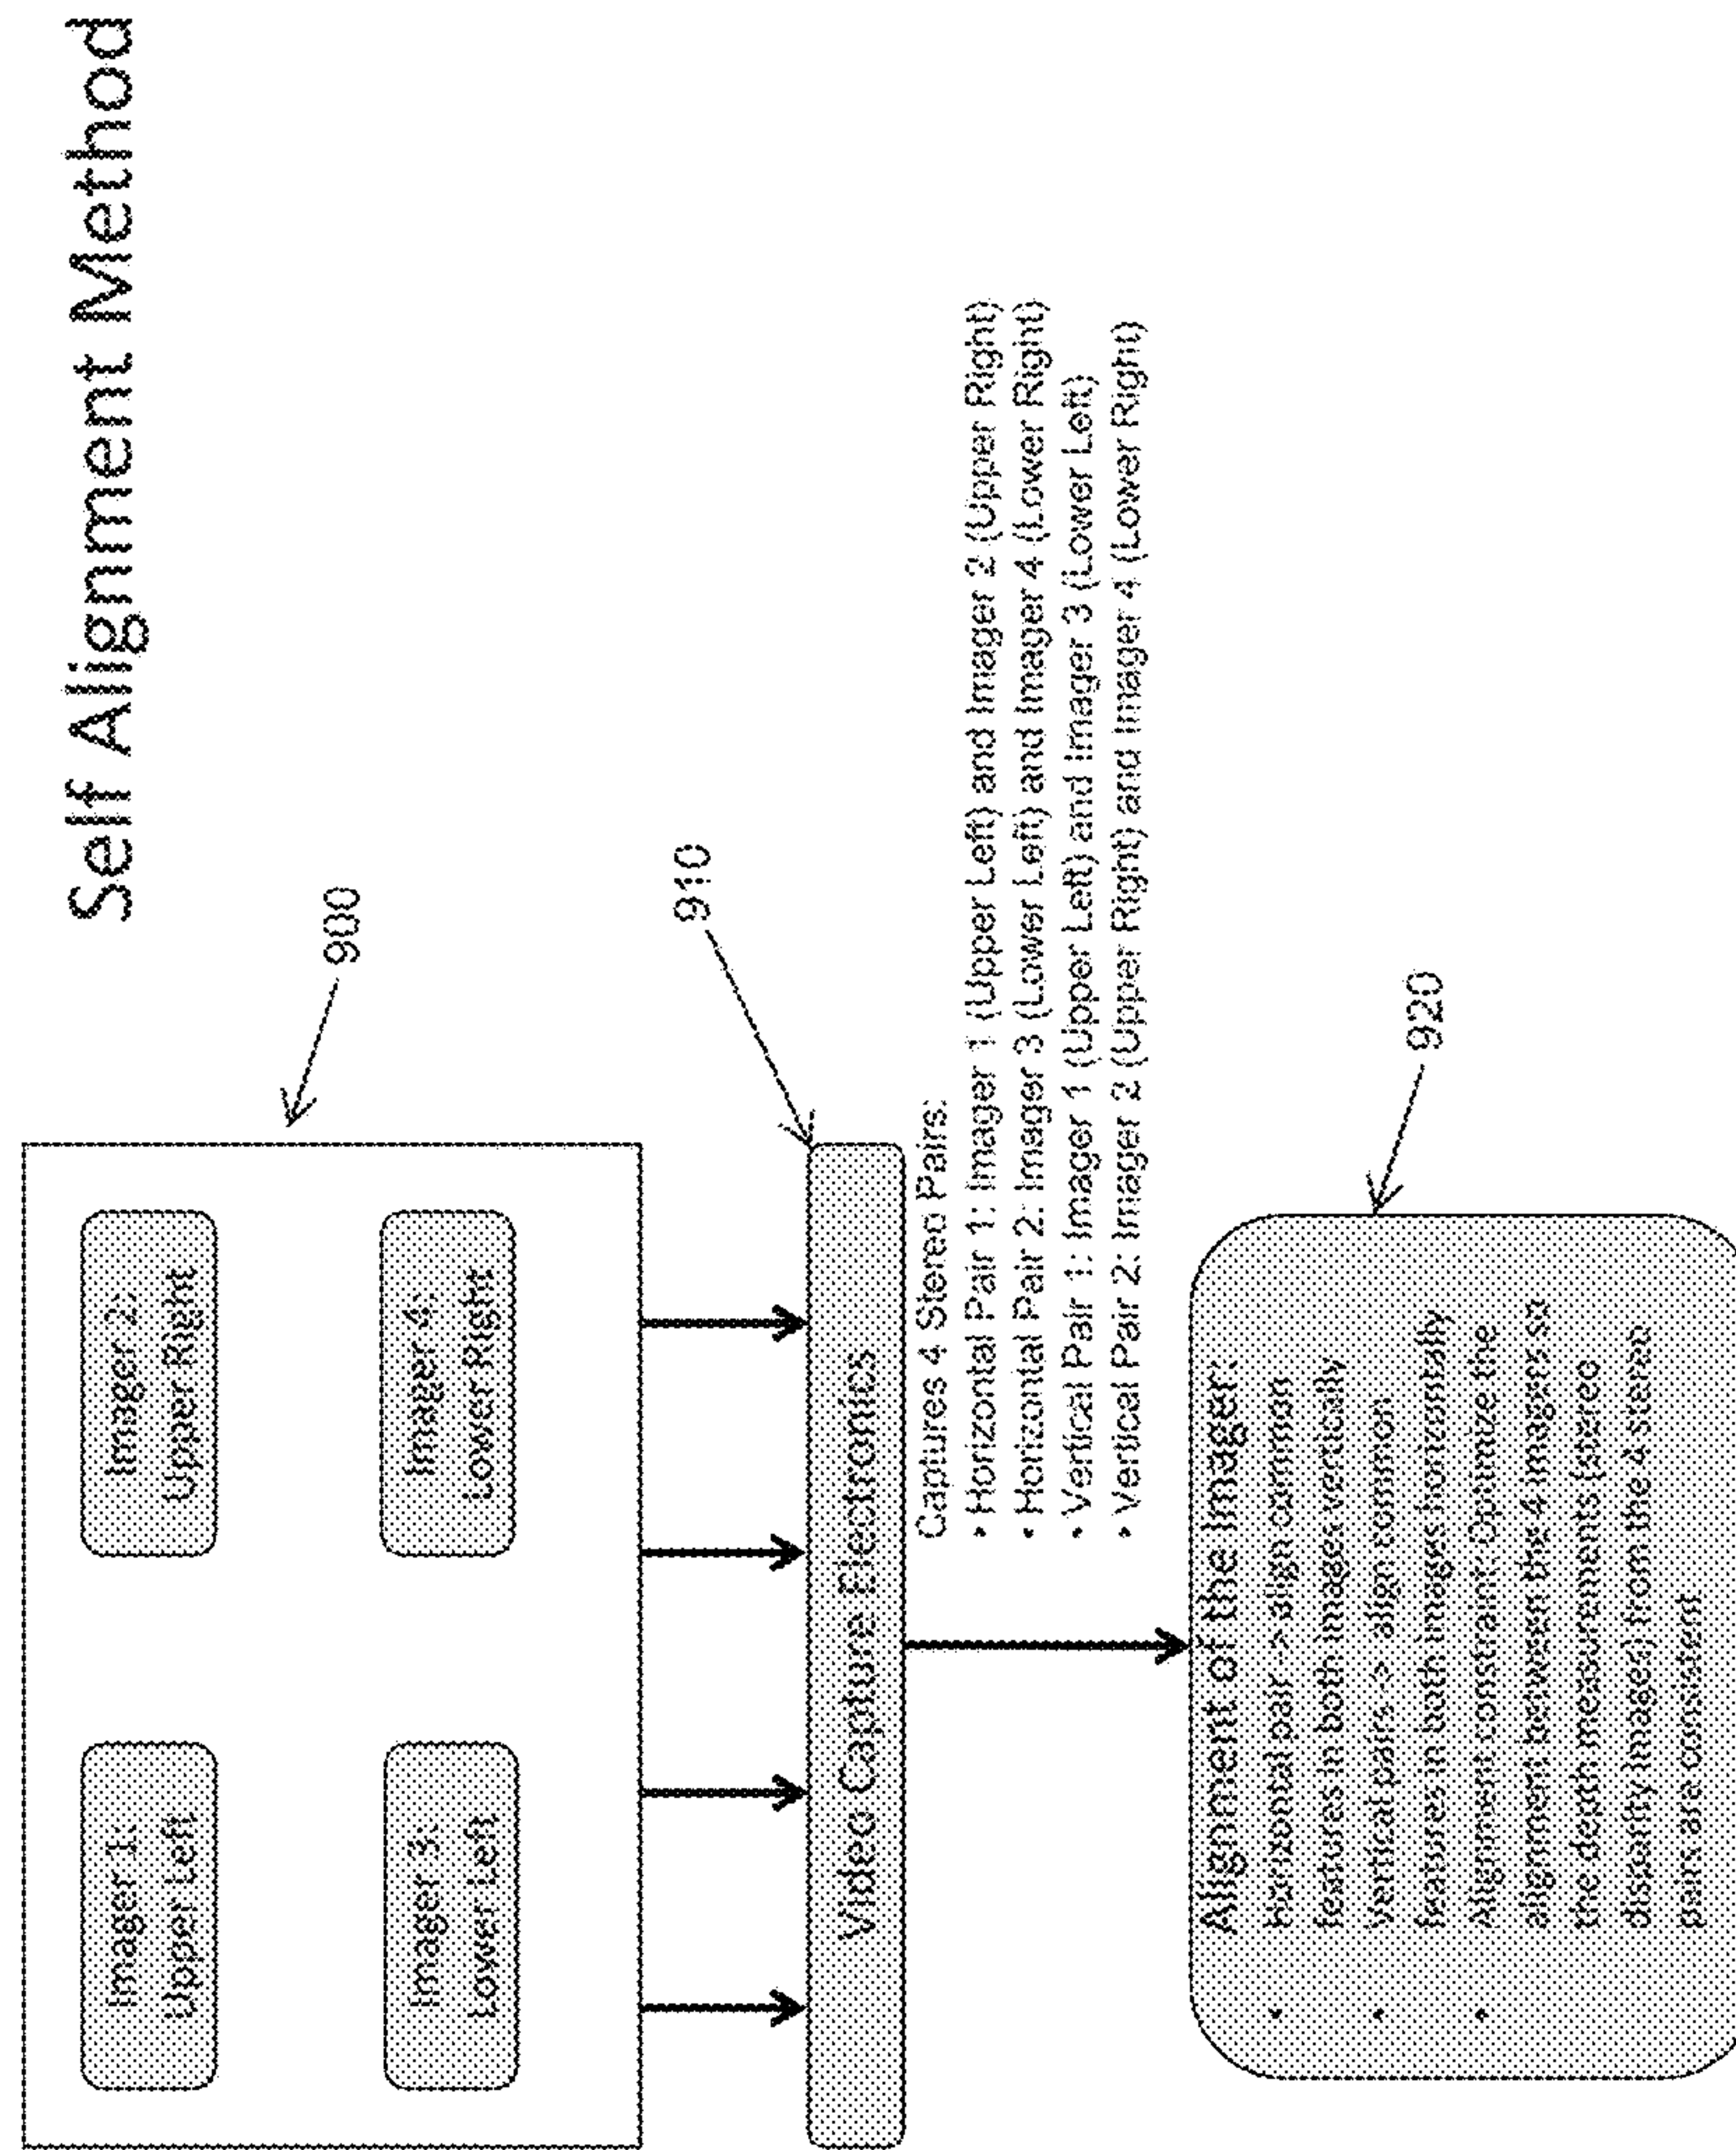 Self Alignment Method
900
Imager 1:
Upper Left
Imager 2:
Upper Right
Imager 3:
Lower Left
Imager 4:
Lower Right
910
Video Capture Electronics
Captures 4 Stereo Pairs:
• Horizontal Pair 1: Imager 1 (Upper Left) and Imager 2 (Upper Right)
• Horizontal Pair 2: Imager 3 (Lower Left) and Imager 4 (Lower Right)
• Vertical Pair 1: Imager 1 (Upper Left) and Imager 3 (Lower Left)
• Vertical Pair 2: Imager 2 (Upper Right) and Imager 4 (Lower Right)
920
Alignment of the Imager:
• Horizontal pair -> align common
features in both images vertically
• Vertical pairs -> align common
features in both images horizontally
• Alignment constraint: Optimize the
alignment between the 4 imagers so
the depth measurements (stereo
disparity images) from the 4 stereo
pairs are consistent